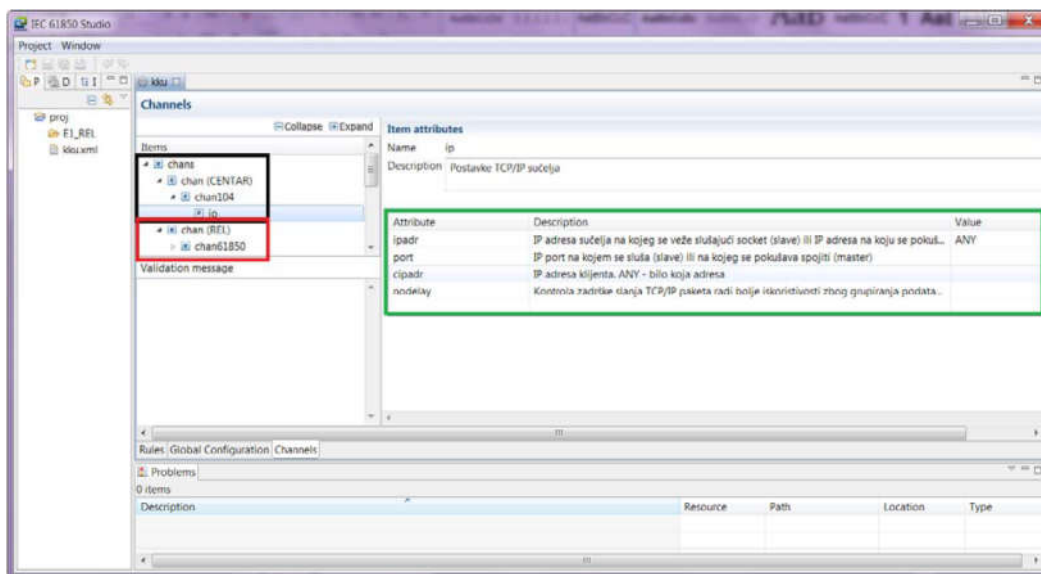 IEC 61850 Studio
Project Window
P D I
kku
Channels
proj
E1_REL
kku.xml
Collapse Expand
Items
chans
chan (CENTAR)
chan104
ip
chan (REL)
chan61850
Validation message
Item attributes
Name ip
Description Postavke TCP/IP sučelja
Attribute Description Value
ipadr IP adresa sučelja na kojeg se veže slušajući socket (slave) ili IP adresa na koju se pokuš... ANY
port IP port na kojem se sluša (slave) ili na kojeg se pokušava spojiti (master)
cipadr IP adresa klijenta. ANY - bilo koja adresa
nodelay Kontrola zadrške slanja TCP/IP paketa radi bolje iskoristivosti zbog grupiranja podata...
Rules Global Configuration Channels
Problems
0 items
Description Resource Path Location Type